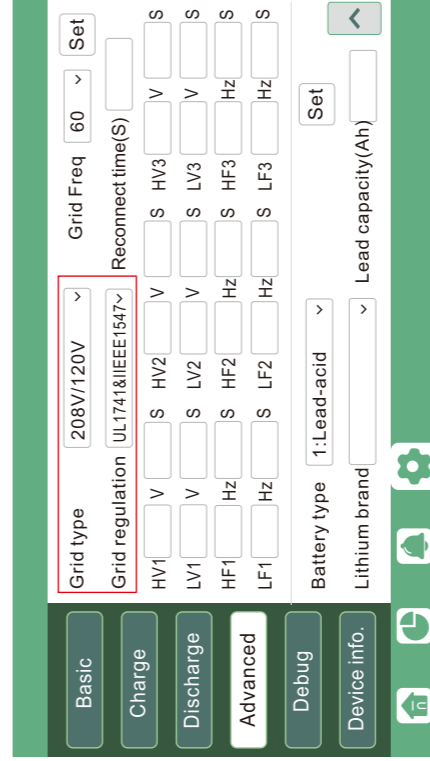 Basic
Charge
Discharge
Advanced
Debug
Device info.
Grid type 208V/120V Grid Freq 60 Set
Grid regulation UL1741&IIEEE1547 Reconnect time(S)
HV1 V S HV2 V S HV3 V S
LV1 V S LV2 V S LV3 V S
HF1 Hz S HF2 Hz S HF3 Hz S
LF1 Hz S LF2 Hz S LF3 Hz S
Battery type 1:Lead-acid Set
Lithium brand Lead capacity(Ah)